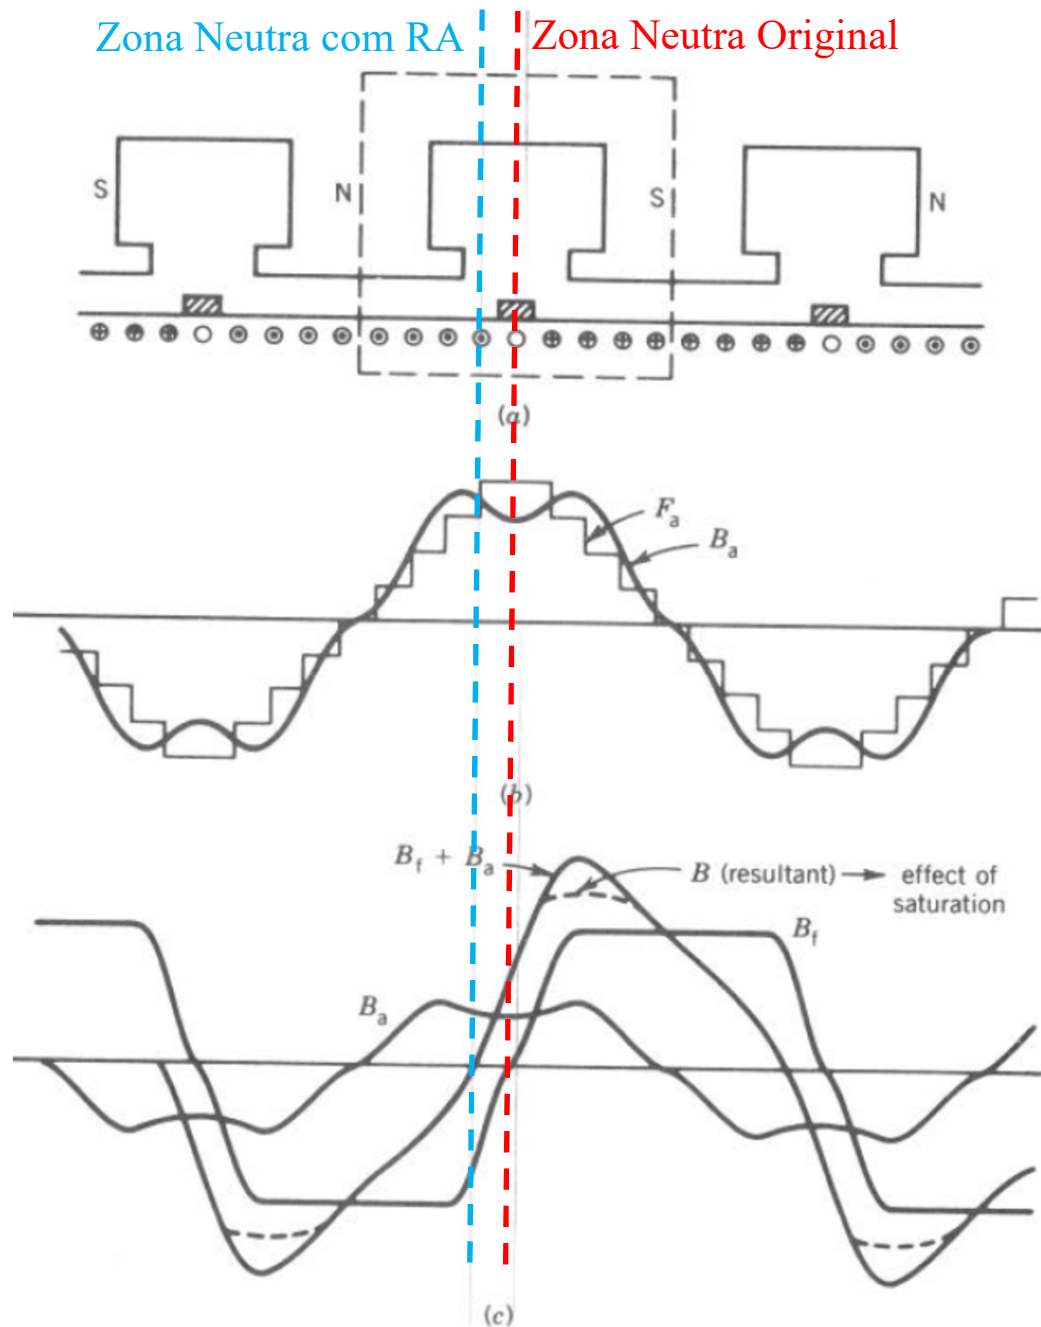 Zona Neutra com RA
Zona Neutra Original
S
N
S
N
(a)
F_a
B_a
(b)
B_f + B_a
B (resultant) → effect of
saturation
B_f
B_a
(c)